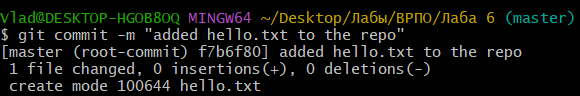 Vlad@DESKTOP-HGOB8OQ MINGW64 ~/Desktop/Лабы/ВРПО/Лаба 6 (master)
$ git commit -m "added hello.txt to the repo"
[master (root-commit) f7b6f80] added hello.txt to the repo
 1 file changed, 0 insertions(+), 0 deletions(-)
 create mode 100644 hello.txt